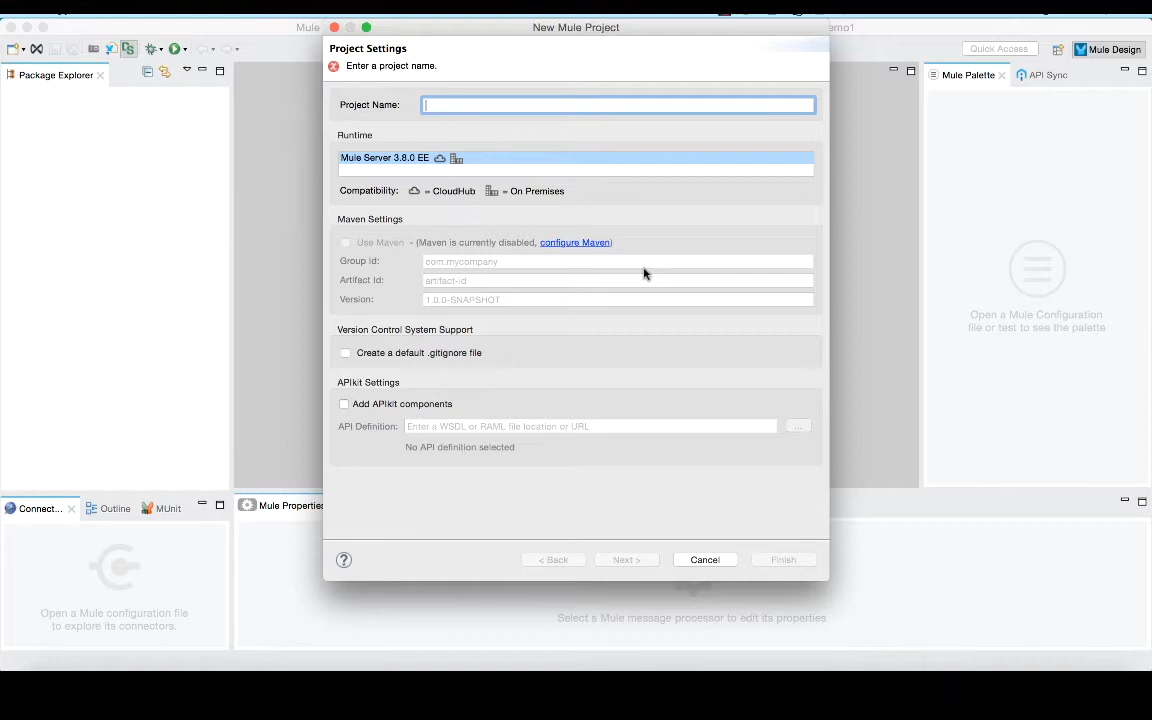 Mule
New Mule Project
emo1
Quick Access
Mule Design
Package Explorer
Project Settings
Enter a project name.
Project Name:
Runtime
Mule Server 3.8.0 EE
Compatibility: = CloudHub = On Premises
Maven Settings
Use Maven - (Maven is currently disabled, configure Maven)
Group id: com.mycompany
Artifact Id: artifact-id
Version: 1.0.0-SNAPSHOT
Version Control System Support
Create a default .gitignore file
APIkit Settings
Add APIkit components
API Definition: Enter a WSDL or RAML file location or URL ...
No API definition selected
? < Back Next > Cancel Finish
Mule Palette API Sync
Open a Mule Configuration
file or test to see the palette
Connect... Outline MUnit
Open a Mule configuration file
to explore its connectors.
Mule Properties
Select a Mule message processor to edit its properties